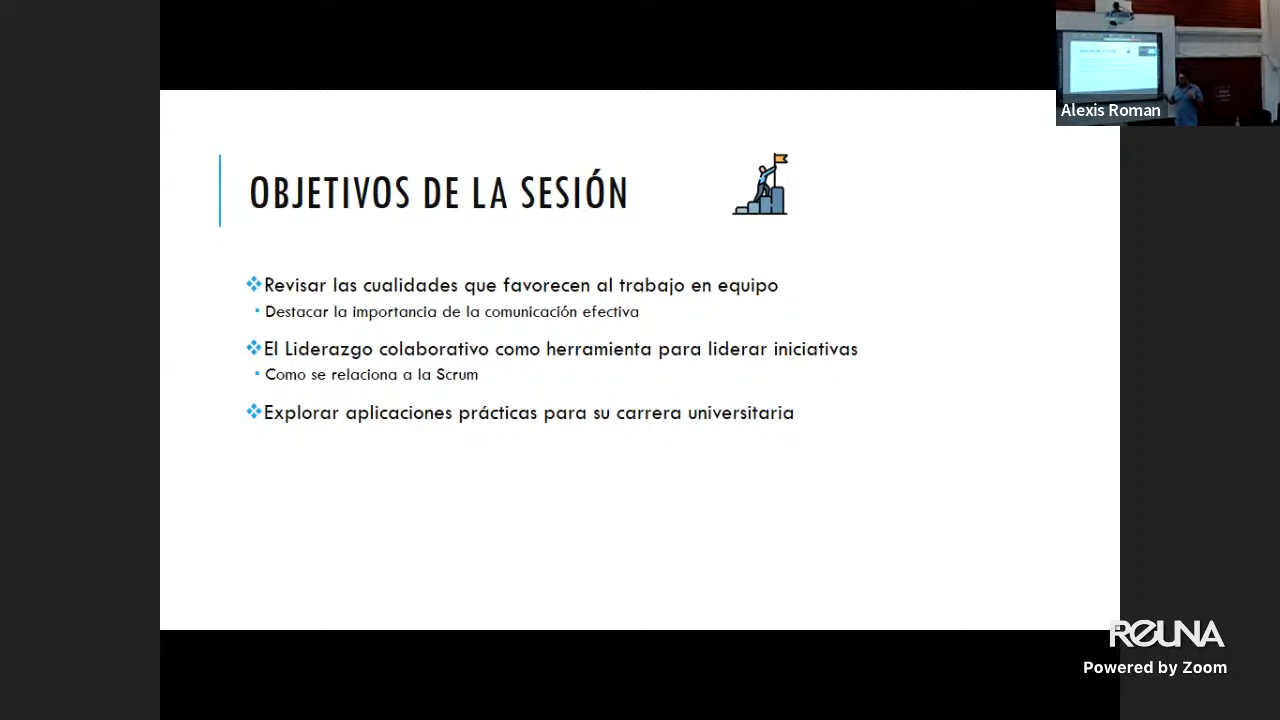 Alexis Roman
OBJETIVOS DE LA SESIÓN
Revisar las cualidades que favorecen al trabajo en equipo
Destacar la importancia de la comunicación efectiva
El Liderazgo colaborativo como herramienta para liderar iniciativas
Como se relaciona a la Scrum
Explorar aplicaciones prácticas para su carrera universitaria
REUNA
Powered by Zoom